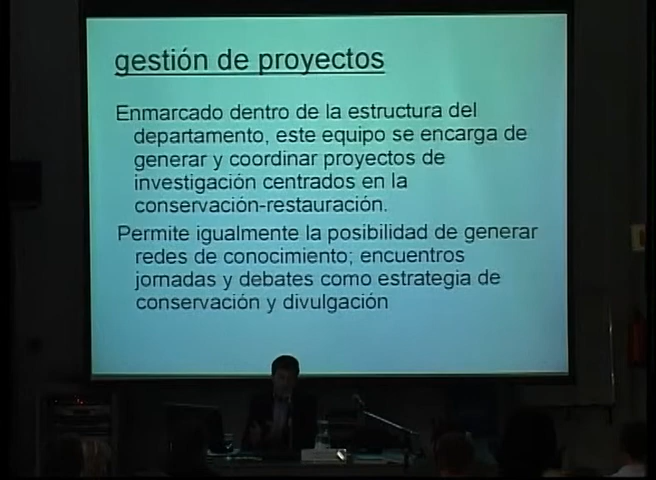 gestión de proyectos
Enmarcado dentro de la estructura del
departamento, este equipo se encarga de
generar y coordinar proyectos de
investigación centrados en la
conservación-restauración.
Permite igualmente la posibilidad de generar
redes de conocimiento; encuentros
jornadas y debates como estrategia de
conservación y divulgación